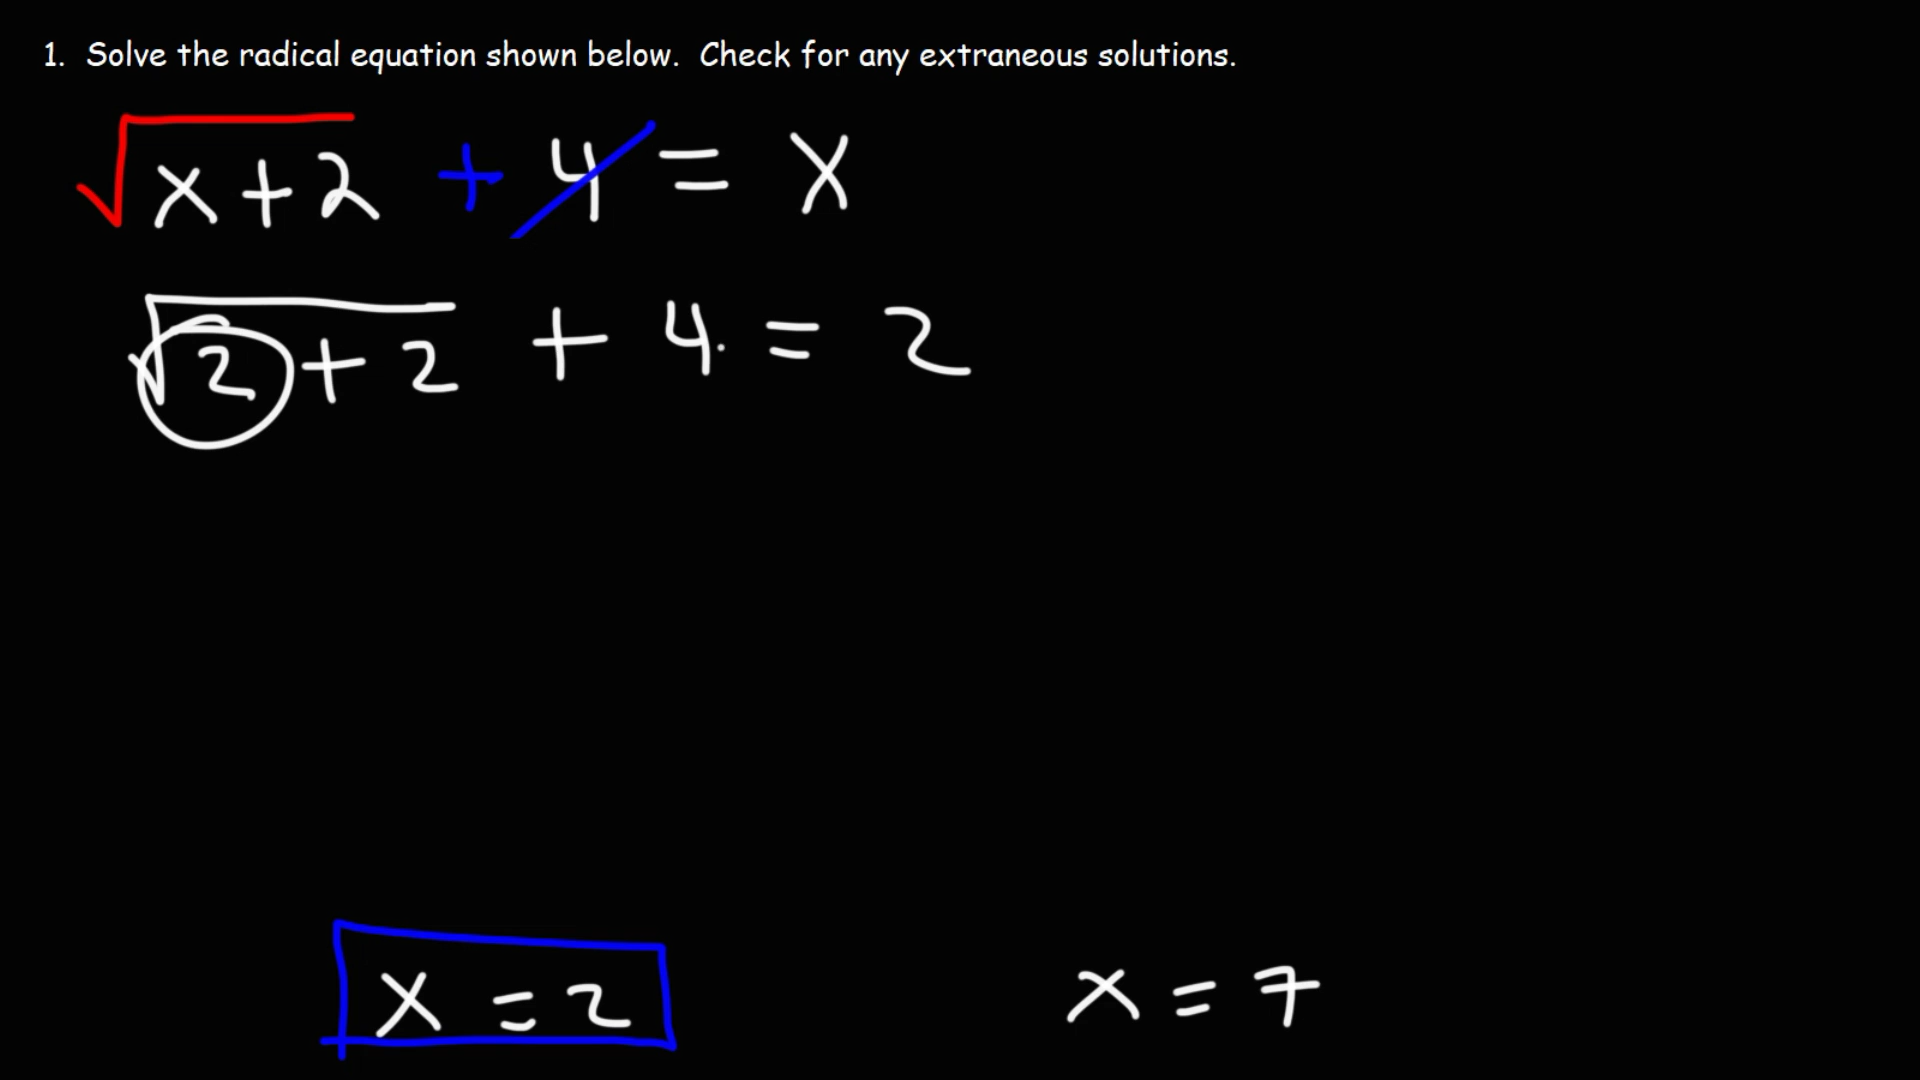 1. Solve the radical equation shown below. Check for any extraneous solutions.
√x+2 + 4 = x
√2+2 + 4 = 2
x = 2
x = 7